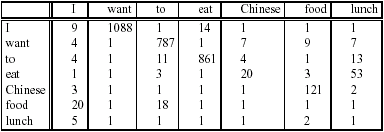 I want to eat Chinese food lunch
I 9 1088 1 14 1 1 1
want 4 1 787 1 7 9 7
to 4 1 11 861 4 1 13
eat 1 1 3 1 20 3 53
Chinese 3 1 1 1 1 121 2
food 20 1 18 1 1 1 1
lunch 5 1 1 1 1 2 1